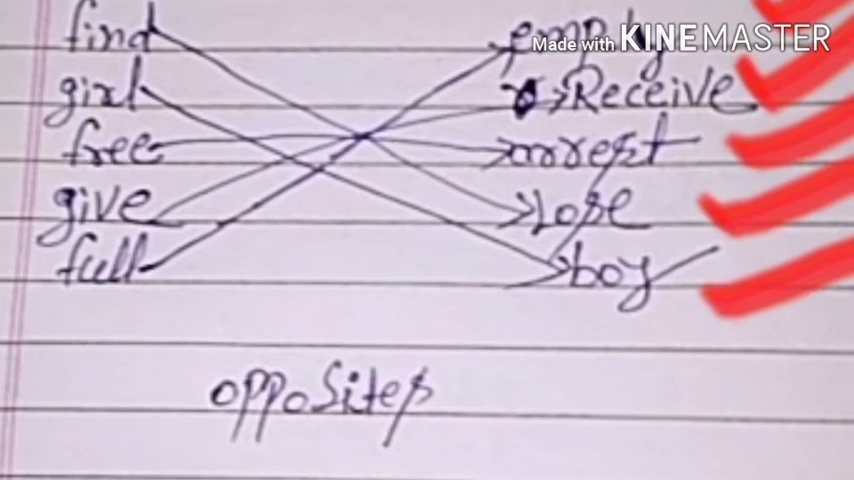 find empty
Made with KINEMASTER
girl Receive
free arrest
give Lose
full boy
opposites